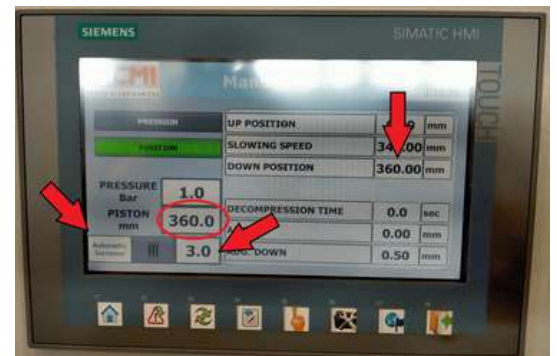 SIEMENS
SIMATIC HMI
TOUCH
PRESSION
POSITION
UP POSITION
mm
SLOWING SPEED
mm
DOWN POSITION
360.00 mm
PRESSURE
Bar
1.0
PISTON
mm
360.0
DECOMPRESSION TIME
0.0
sec
0.00
mm
3.0
DOWN
0.50
mm